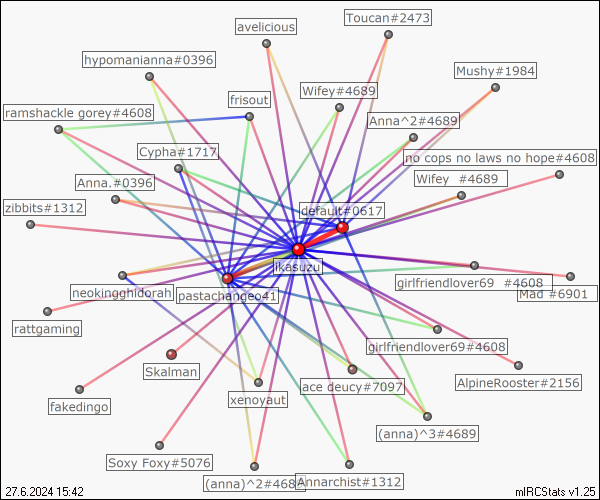 Toucan#2473
avelicious
hypomanianna#0396
Mushy#1984
Wifey#4689
frisout
ramshackle gorey#4608
Anna^2#4689
Cypha#1717
no cops no laws no hope#4608
Anna.#0396
Wifey #4689
zibbits#1312
default#0617
ikasuzu
neokingghidorah
pastachangeo41
girlfriendlover69 #4608
Mad #6901
rattgaming
girlfriendlover69#4608
Skalman
ace deucy#7097
AlpineRooster#2156
xenoyaut
fakedingo
(anna)^3#4689
Soxy Foxy#5076
(anna)^2#468
Annarchist#1312
27.6.2024 15:42
mIRCStats v1.25